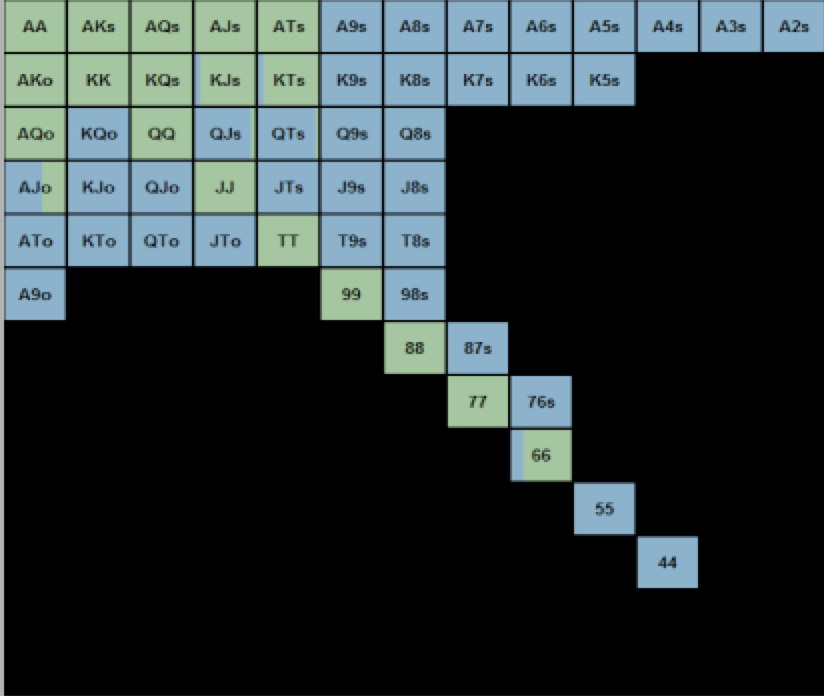 AA AKs AQs AJs ATs A9s A8s A7s A6s A5s A4s A3s A2s
AKo KK KQs KJs KTs K9s K8s K7s K6s K5s
AQo KQo QQ QJs QTs Q9s Q8s
AJo KJo QJo JJ JTs J9s J8s
ATo KTo QTo JTo TT T9s T8s
A9o 99 98s
88 87s
77 76s
66
55
44